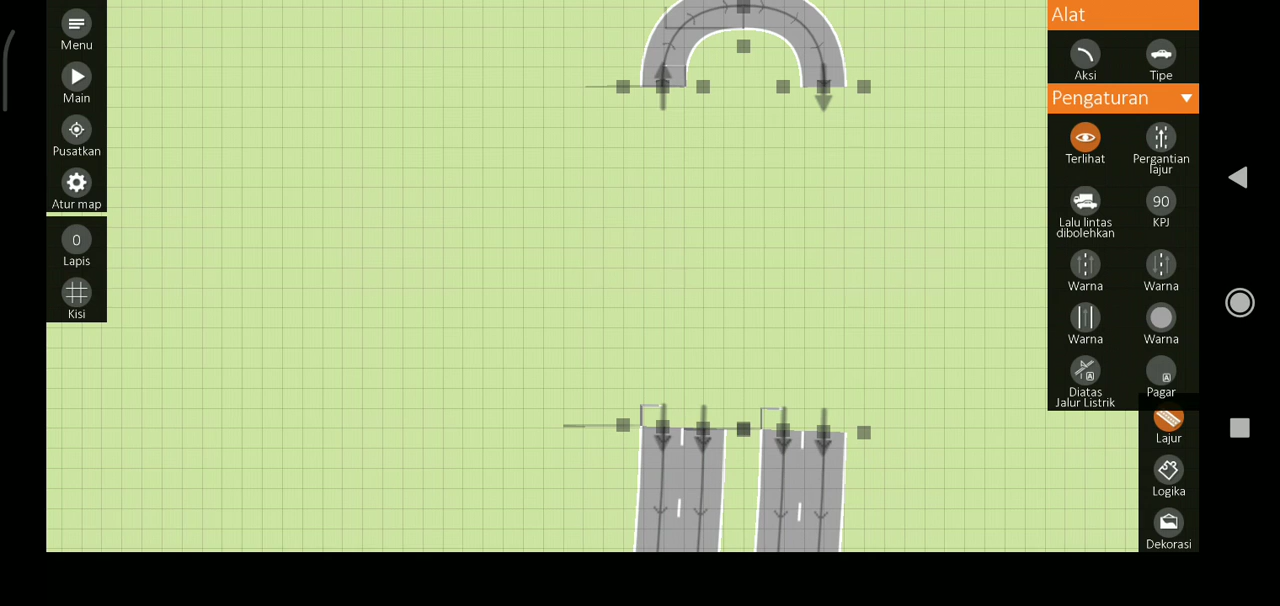 Menu
Main
Pusatkan
Atur map
0
Lapis
Kisi
Alat
Aksi
Tipe
Pengaturan
Terlihat
Pergantian
lajur
Lalu lintas
dibolehkan
90
KPJ
Warna
Warna
Warna
Warna
A
Diatas
Jalur Listrik
A
Pagar
Lajur
Logika
Dekorasi